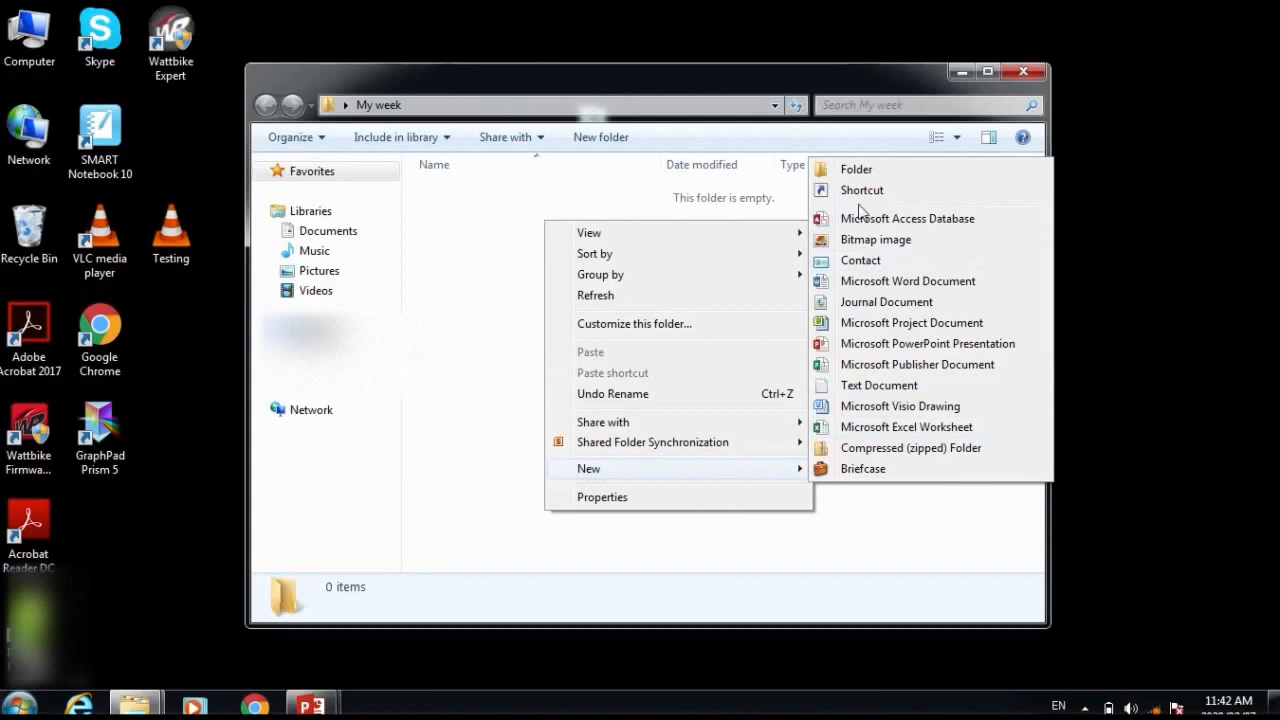 Computer
Skype
Wattbike
Expert
Network
SMART
Notebook 10
Recycle Bin
VLC media
player
Testing
Adobe
Acrobat 2017
Google
Chrome
Wattbike
Firmwa...
GraphPad
Prism 5
Acrobat
Reader DC
My week
Search My week
Organize
Include in library
Share with
New folder
Favorites
Libraries
Documents
Music
Pictures
Videos
Network
Name
Date modified
Type
This folder is empty.
View
Sort by
Group by
Refresh
Customize this folder...
Paste
Paste shortcut
Undo Rename Ctrl+Z
Share with
Shared Folder Synchronization
New
Properties
Folder
Shortcut
Microsoft Access Database
Bitmap image
Contact
Microsoft Word Document
Journal Document
Microsoft Project Document
Microsoft PowerPoint Presentation
Microsoft Publisher Document
Text Document
Microsoft Visio Drawing
Microsoft Excel Worksheet
Compressed (zipped) Folder
Briefcase
0 items
EN
11:42 AM